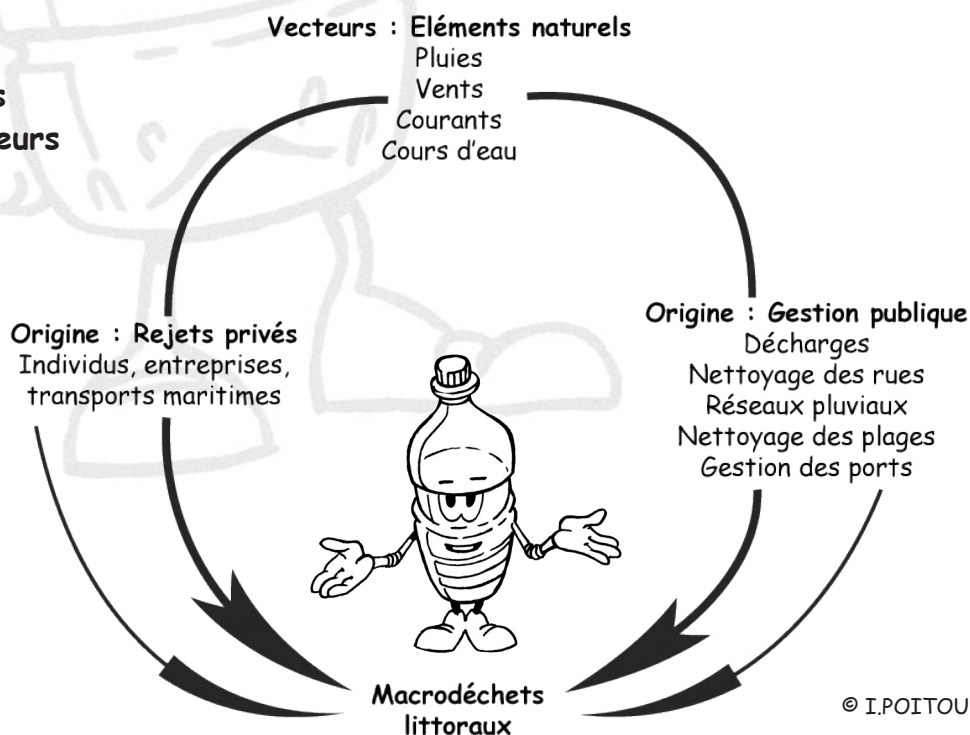 Vecteurs : Eléments naturels
Pluies
Vents
Courants
Cours d'eau
Origine : Rejets privés
Individus, entreprises,
transports maritimes
Origine : Gestion publique
Décharges
Nettoyage des rues
Réseaux pluviaux
Nettoyage des plages
Gestion des ports
Macrodéchets
littoraux
© I.POITOU